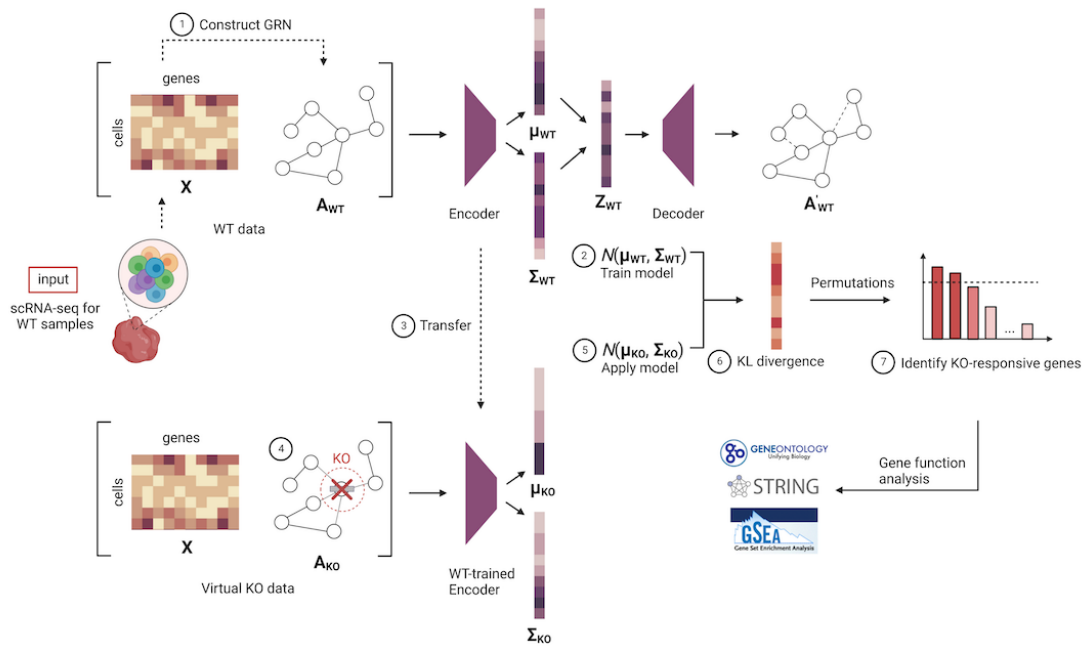 1 Construct GRN
genes
cells
X
A_WT
WT data
input
scRNA-seq for
WT samples
Encoder
μ_WT
Σ_WT
Z_WT
Decoder
A'_WT
3 Transfer
2 N(μ_WT, Σ_WT)
Train model
5 N(μ_KO, Σ_KO)
Apply model
6 KL divergence
Permutations
...
7 Identify KO-responsive genes
genes
cells
X
4
KO
A_KO
Virtual KO data
WT-trained
Encoder
μ_KO
Σ_KO
Gene function
analysis
GENEONTOLOGY
Unifying Biology
STRING
GSEA
Gene Set Enrichment Analysis